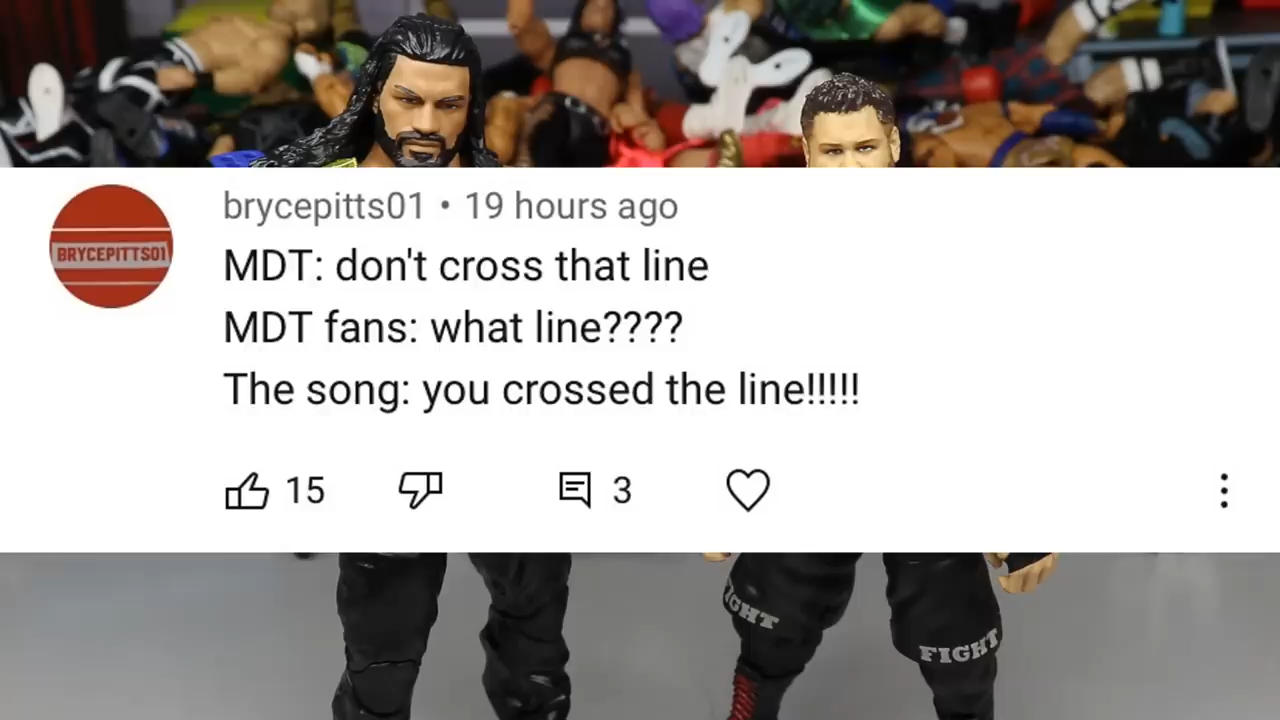 brycepitts01 • 19 hours ago
BRYCEPITTS01
MDT: don't cross that line
MDT fans: what line????
The song: you crossed the line!!!!!
15
3
IGHT
FIGHT